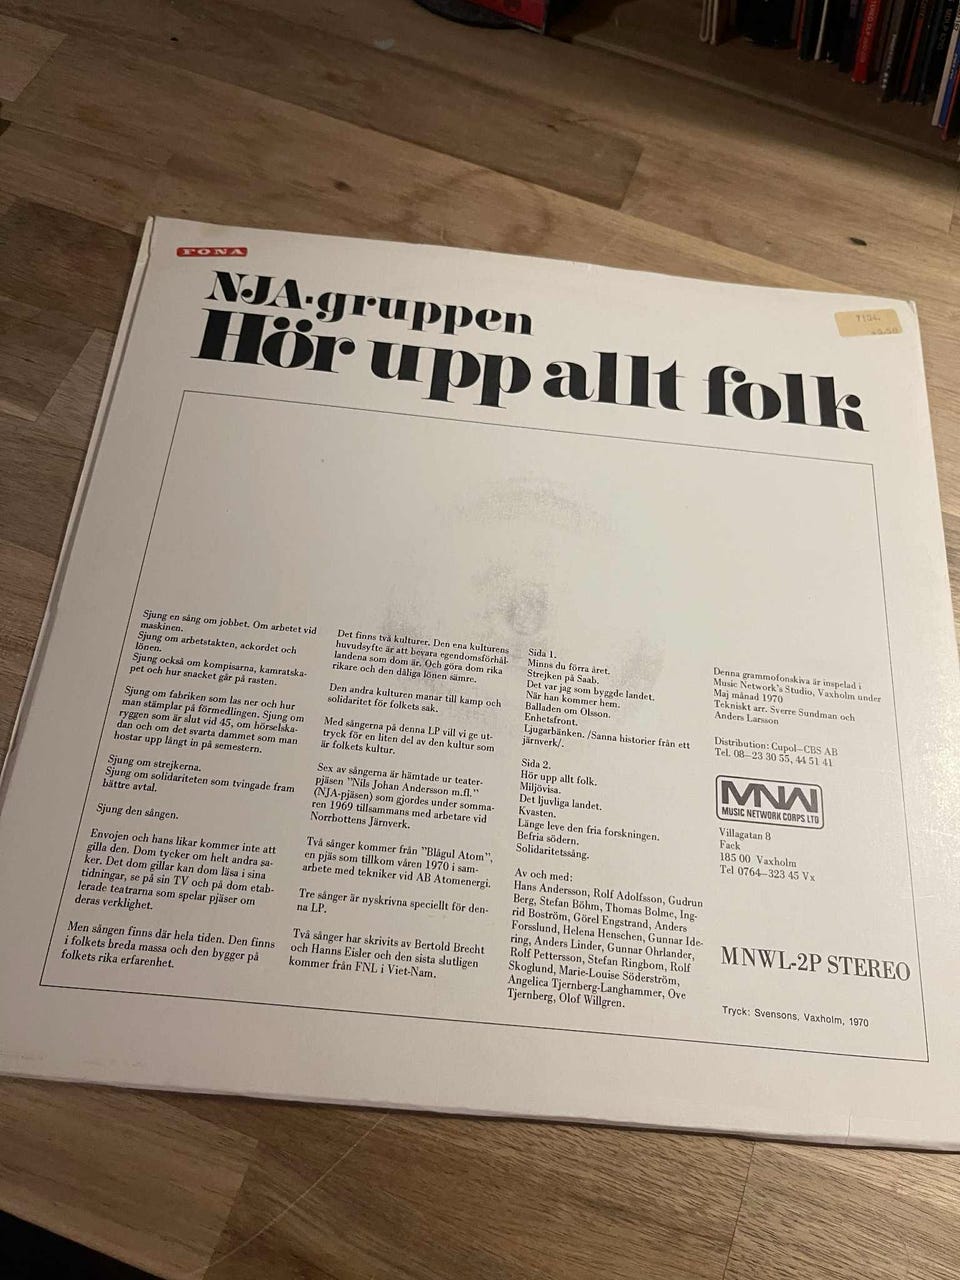 FONA
NJA-gruppen
Hör upp allt folk
7124.
Sjung en sång om jobbet. Om arbetet vid
maskinen.
Sjung om arbetstakten, ackordet och
lönen.
Sjung också om kompisarna, kamratska-
pet och hur snacket går på rasten.
Sjung om fabriken som las ner och hur
man stämplar på förmedlingen. Sjung om
ryggen som är slut vid 45, om hörselska-
dan och om det svarta dammet som man
hostar upp långt in på semestern.
Sjung om strejkerna.
Sjung om solidariteten som tvingade fram
bättre avtal.
Sjung den sången.
Envojen och hans likar kommer inte att
gilla den. Dom tycker om helt andra sa-
ker. Det dom gillar kan dom läsa i sina
tidningar, se på sin TV och på dom etab-
lerade teatrarna som spelar pjäser om
deras verklighet.
Men sången finns där hela tiden. Den finns
i folkets breda massa och den bygger på
folkets rika erfarenhet.
Det finns två kulturer. Den ena kulturens
huvudsyfte är att bevara egendomsförhål-
landena som dom är. Och göra dom rika
rikare och den dåliga lönen sämre.
Den andra kulturen manar till kamp och
solidaritet för folkets sak.
Med sångerna på denna LP vill vi ge ut-
tryck för en liten del av den kultur som
är folkets kultur.
Sex av sångerna är hämtade ur teater-
pjäsen "Nils Johan Andersson m.fl."
(NJA-pjäsen) som gjordes under somma-
ren 1969 tillsammans med arbetare vid
Norrbottens Järnverk.
Två sånger kommer från "Blågul Atom",
en pjäs som tillkom våren 1970 i sam-
arbete med tekniker vid AB Atomenergi.
Tre sånger är nyskrivna speciellt för den-
na LP.
Två sånger har skrivits av Bertold Brecht
och Hanns Eisler och den sista slutligen
kommer från FNL i Viet-Nam.
Sida 1.
Minns du förra året.
Strejken på Saab.
Det var jag som byggde landet.
När han kommer hem.
Balladen om Olsson.
Enhetsfront.
Ljugarbänken. /Sanna historier från ett
järnverk/.
Sida 2.
Hör upp allt folk.
Miljövisa.
Det ljuvliga landet.
Kvasten.
Länge leve den fria forskningen.
Befria södern.
Solidaritetssång.
Av och med:
Hans Andersson, Rolf Adolfsson, Gudrun
Berg, Stefan Böhm, Thomas Bolme, Ing-
rid Boström, Görel Engstrand, Anders
Forsslund, Helena Henschen, Gunnar Ide-
ring, Anders Linder, Gunnar Ohrlander,
Rolf Pettersson, Stefan Ringbom, Rolf
Skoglund, Marie-Louise Söderström,
Angelica Tjernberg-Langhammer, Ove
Tjernberg, Olof Willgren.
Denna grammofonskiva är inspelad i
Music Network's Studio, Vaxholm under
Maj månad 1970
Tekniskt arr. Sverre Sundman och
Anders Larsson
Distribution: Cupol-CBS AB
Tel. 08-23 30 55, 44 51 41
MNW
MUSIC NETWORK CORPS LTD
Villagatan 8
Fack
185 00 Vaxholm
Tel 0764-323 45 Vx
MNWL-2P STEREO
Tryck: Svensons, Vaxholm, 1970